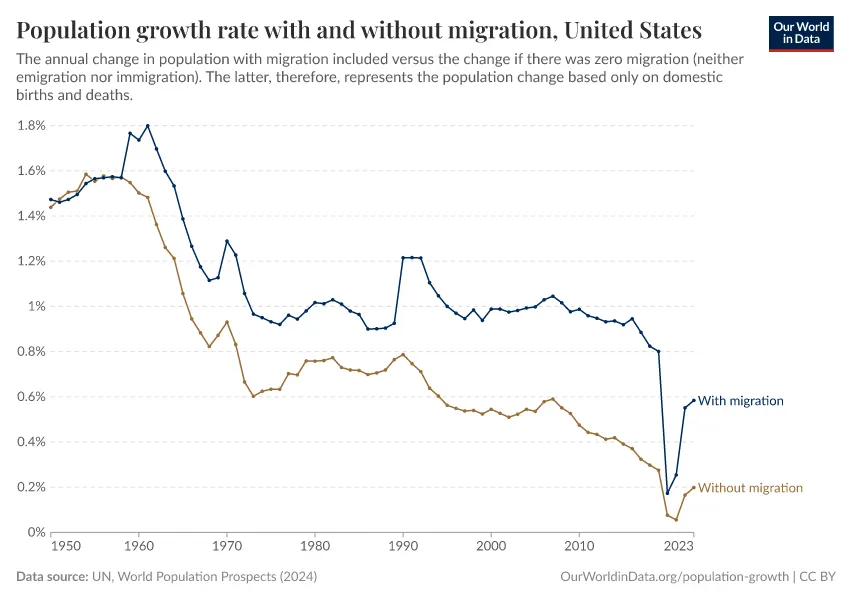 Population growth rate with and without migration, United States
Our World
in Data
The annual change in population with migration included versus the change if there was zero migration (neither
emigration nor immigration). The latter, therefore, represents the population change based only on domestic
births and deaths.
1.8%
1.6%
1.4%
1.2%
1%
0.8%
0.6%
0.4%
0.2%
0%
With migration
Without migration
1950
1960
1970
1980
1990
2000
2010
2023
Data source: UN, World Population Prospects (2024)
OurWorldinData.org/population-growth | CC BY